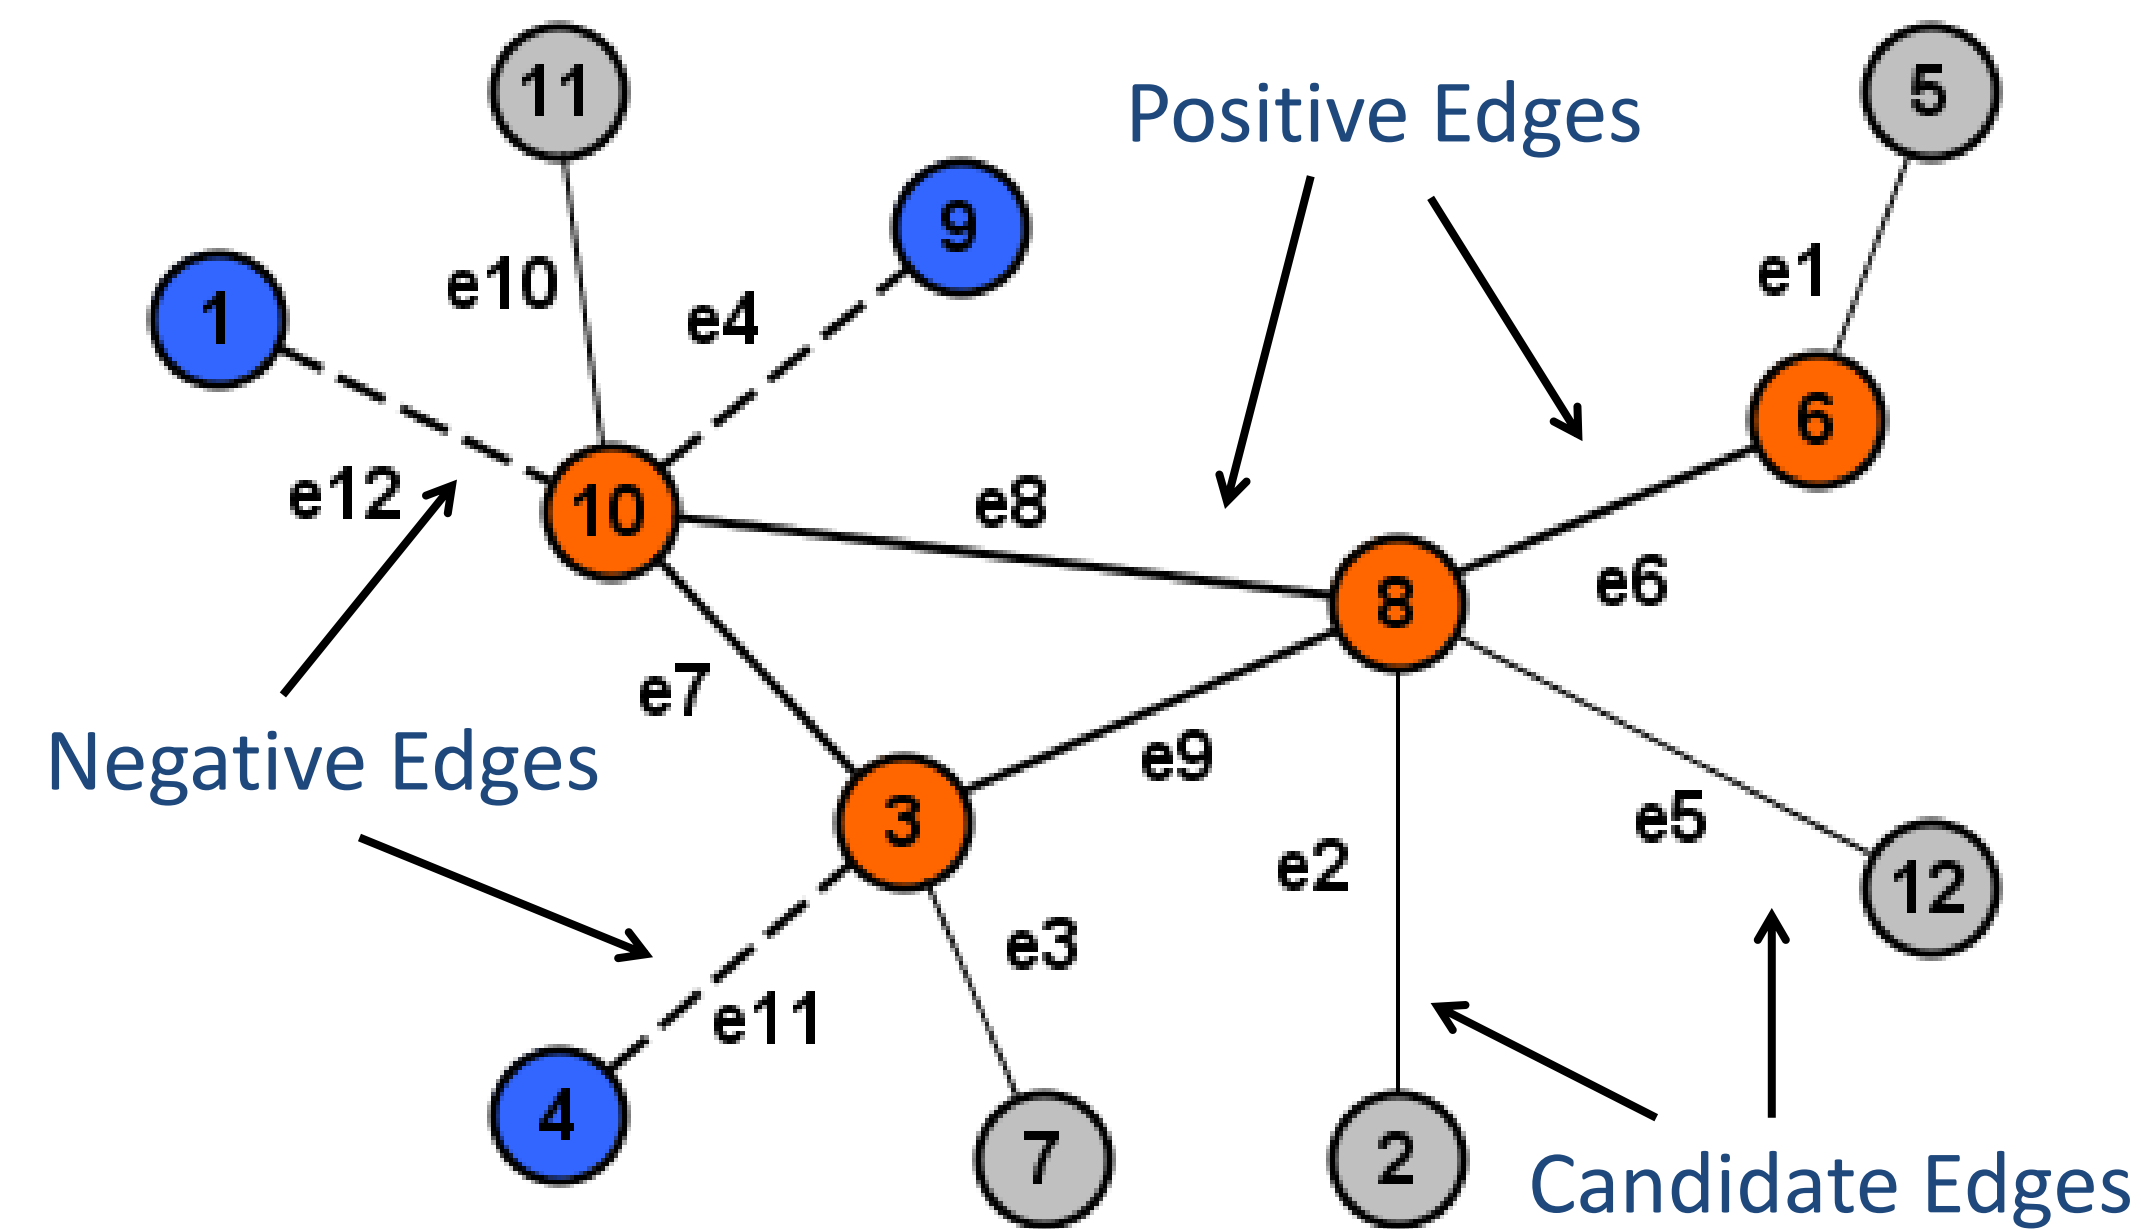 11
5
Positive Edges
9
e10
e1
1
e4
6
e12
10
e8
e6
8
e7
Negative Edges
e9
3
e5
e2
12
e3
e11
4
7
2
Candidate Edges